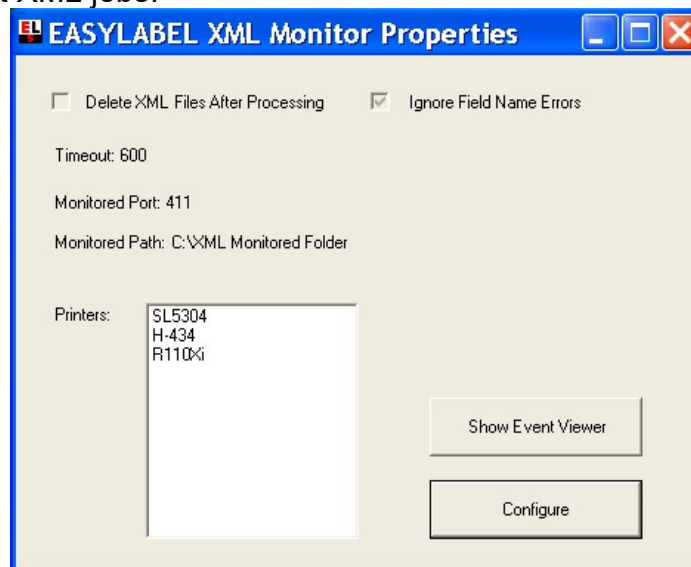 EASYLABEL XML Monitor Properties
Delete XML Files After Processing
Ignore Field Name Errors
Timeout: 600
Monitored Port: 411
Monitored Path: C:\XML Monitored Folder
Printers:
SL5304
H-434
R110Xi
Show Event Viewer
Configure